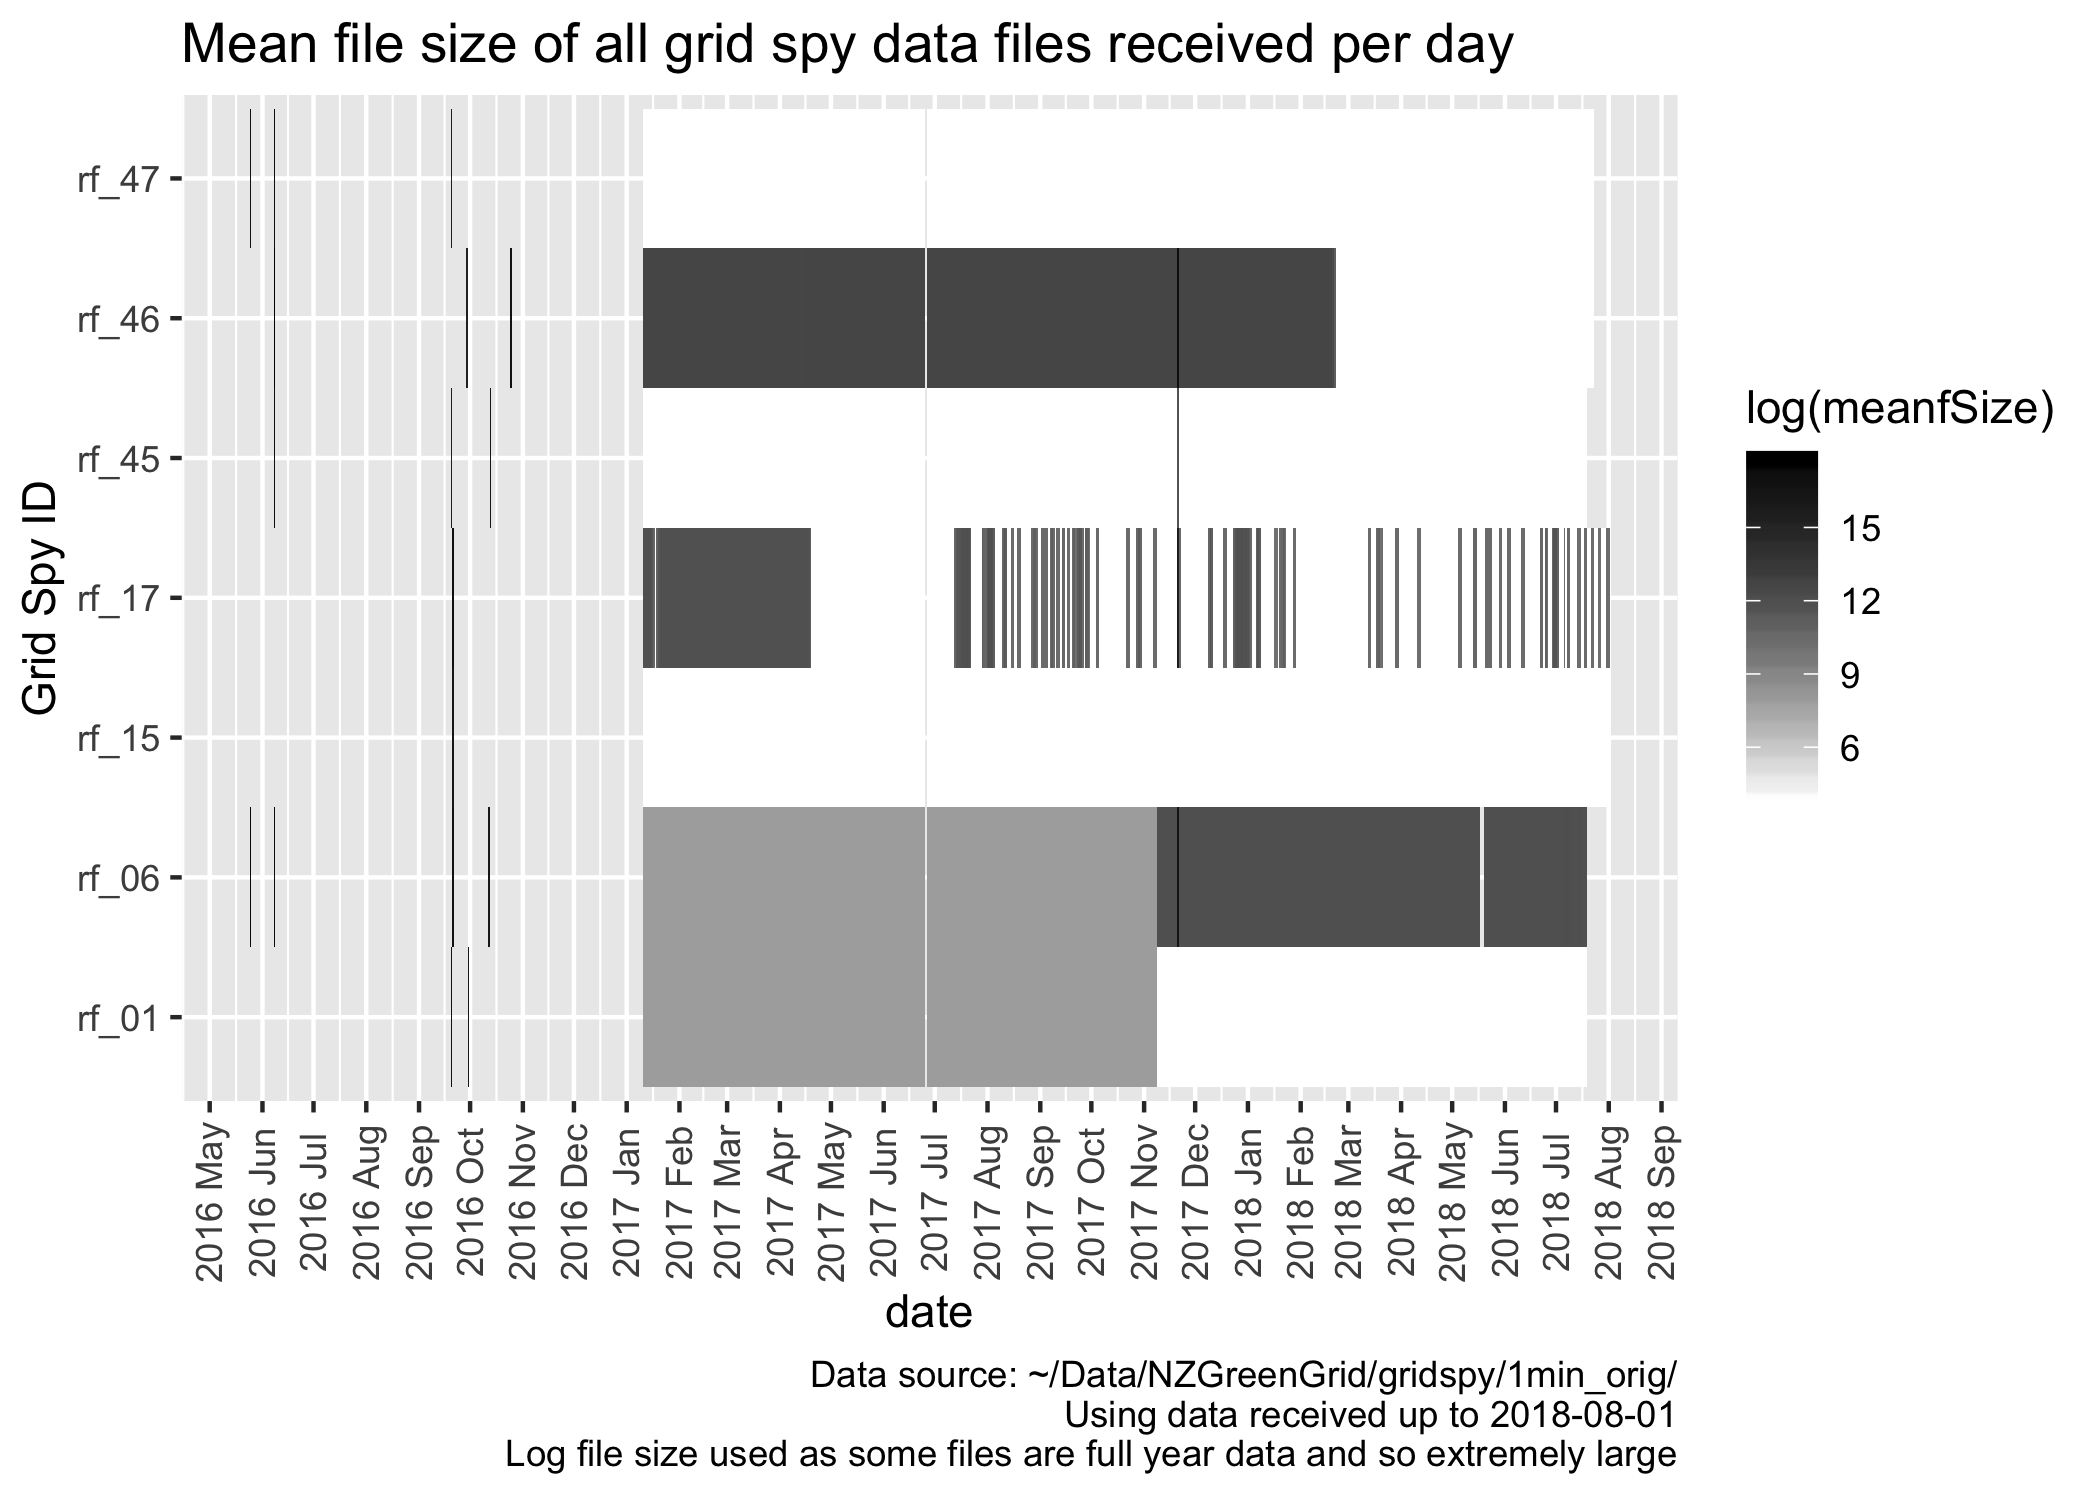 Mean file size of all grid spy data files received per day
Grid Spy ID
rf_47
rf_46
rf_45
rf_17
rf_15
rf_06
rf_01
2016 May
2016 Jun
2016 Jul
2016 Aug
2016 Sep
2016 Oct
2016 Nov
2016 Dec
2017 Jan
2017 Feb
2017 Mar
2017 Apr
2017 May
2017 Jun
2017 Jul
2017 Aug
2017 Sep
2017 Oct
2017 Nov
2017 Dec
2018 Jan
2018 Feb
2018 Mar
2018 Apr
2018 May
2018 Jun
2018 Jul
2018 Aug
2018 Sep
date
log(meanfSize)
15
12
9
6
Data source: ~/Data/NZGreenGrid/gridspy/1min_orig/
Using data received up to 2018-08-01
Log file size used as some files are full year data and so extremely large